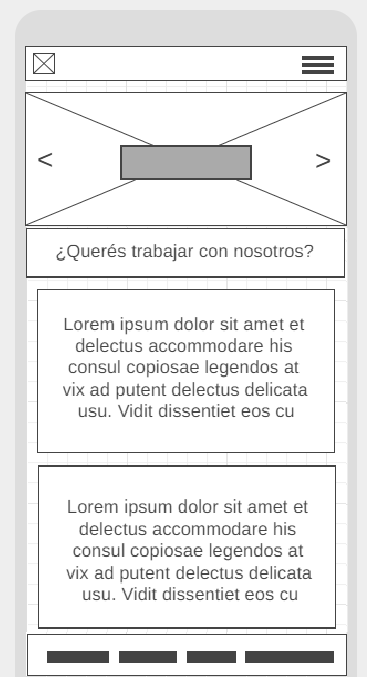 <
>
¿Querés trabajar con nosotros?
Lorem ipsum dolor sit amet et
delectus accommodare his
consul copiosae legendos at
vix ad putent delectus delicata
usu. Vidit dissentiet eos cu
Lorem ipsum dolor sit amet et
delectus accommodare his
consul copiosae legendos at
vix ad putent delectus delicata
usu. Vidit dissentiet eos cu